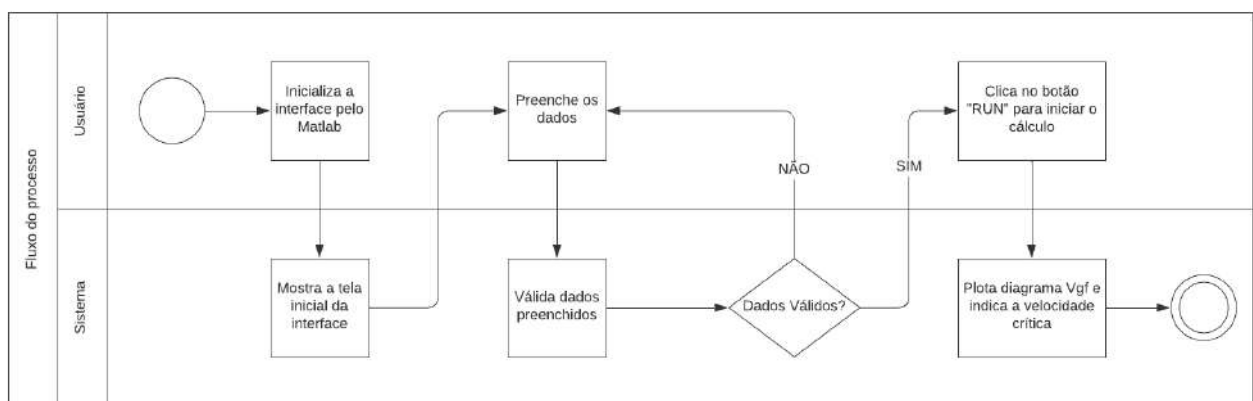 Fluxo do processo
Usuário
Inicializa a
interface pelo
Matlab
Preenche os
dados
Clica no botão
"RUN" para iniciar o
cálculo
NÃO
SIM
Sistema
Mostra a tela
inicial da
interface
Válida dados
preenchidos
Dados Válidos?
Plota diagrama Vgf e
indica a velocidade
crítica